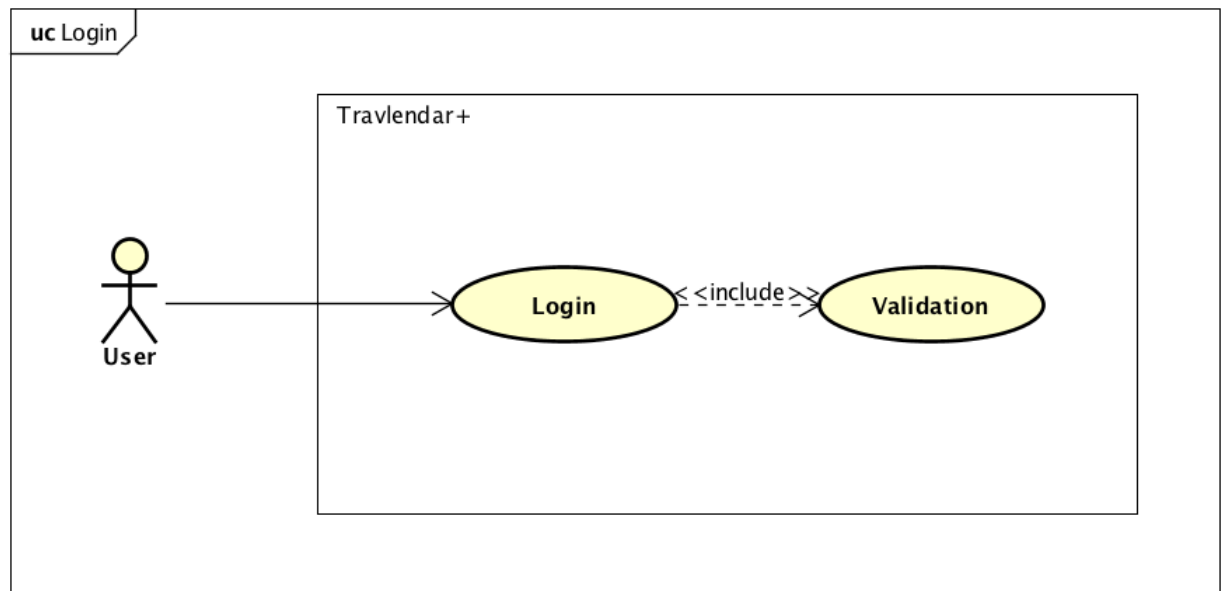 uc Login
Travlendar+
Login
<<include>>
Validation
User